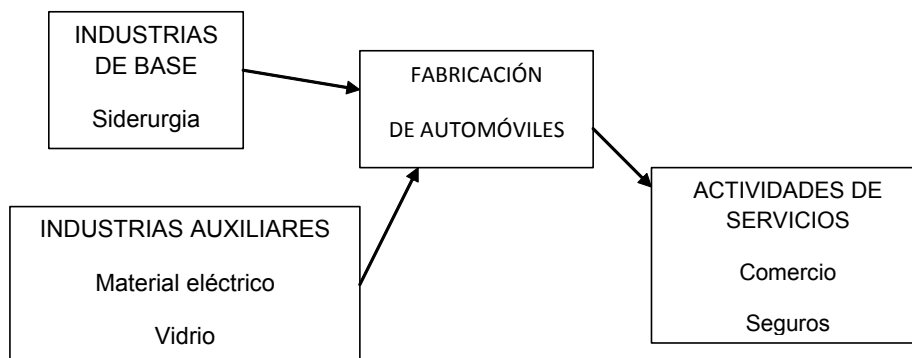 INDUSTRIAS
DE BASE
Siderurgia
FABRICACIÓN
DE AUTOMÓVILES
INDUSTRIAS AUXILIARES
Material eléctrico
Vidrio
ACTIVIDADES DE
SERVICIOS
Comercio
Seguros